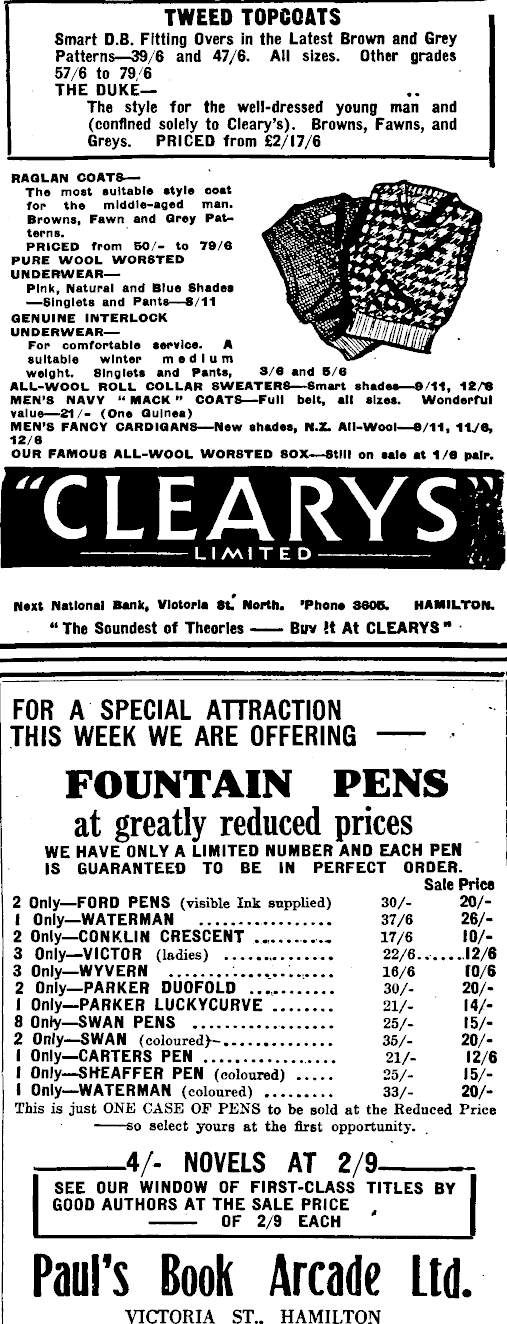 TWEED TOPCOATS
Smart D.B. Fitting Overs in the Latest Brown and Grey
Patterns—39/6 and 47/6. All sizes. Other grades
57/6 to 79/6
THE DUKE—
The style for the well-dressed young man and
(confined solely to Cleary's). Browns, Fawns, and
Greys. PRICED from £2/17/6
RAGLAN COATS—
The most suitable style coat
for the middle-aged man.
Browns, Fawn and Grey Pat-
terns.
PRICED from 50/- to 79/6
PURE WOOL WORSTED
UNDERWEAR—
Pink, Natural and Blue Shades
—Singlets and Pants—8/11
GENUINE INTERLOCK
UNDERWEAR—
For comfortable service. A
suitable winter medium
weight. Singlets and Pants, 3/6 and 5/6
ALL-WOOL ROLL COLLAR SWEATERS—Smart shades—9/11, 12/6
MEN'S NAVY "MACK" COATS—Full belt, all sizes. Wonderful
value—21/- (One Guinea)
MEN'S FANCY CARDIGANS—New shades, N.Z. All-Wool—8/11, 11/6,
12/6
OUR FAMOUS ALL-WOOL WORSTED SOX—Still on sale at 1/6 pair.
"CLEARYS"
LIMITED
Next National Bank, Victoria St. North. 'Phone 3605. HAMILTON.
"The Soundest of Theories — Buy It At CLEARYS"
FOR A SPECIAL ATTRACTION
THIS WEEK WE ARE OFFERING —
FOUNTAIN PENS
at greatly reduced prices
WE HAVE ONLY A LIMITED NUMBER AND EACH PEN
IS GUARANTEED TO BE IN PERFECT ORDER.
Sale Price
2 Only—FORD PENS (visible Ink supplied) 30/- 20/-
1 Only—WATERMAN ................ 37/6 26/-
2 Only—CONKLIN CRESCENT .......... 17/6 10/-
3 Only—VICTOR (ladies) ............. 22/6.......12/6
3 Only—WYVERN .................... 16/6 10/6
2 Only—PARKER DUOFOLD ........... 30/- 20/-
1 Only—PARKER LUCKYCURVE ........ 21/- 14/-
8 Only—SWAN PENS ................. 25/- 15/-
2 Only—SWAN (coloured)—............. 35/- 20/-
1 Only—CARTERS PEN ................ 21/- 12/6
1 Only—SHEAFFER PEN (coloured) ..... 25/- 15/-
1 Only—WATERMAN (coloured) ......... 33/- 20/-
This is just ONE CASE OF PENS to be sold at the Reduced Price
—so select yours at the first opportunity.
4/- NOVELS AT 2/9
SEE OUR WINDOW OF FIRST-CLASS TITLES BY
GOOD AUTHORS AT THE SALE PRICE
— OF 2/9 EACH
Paul's Book Arcade Ltd.
VICTORIA ST., HAMILTON